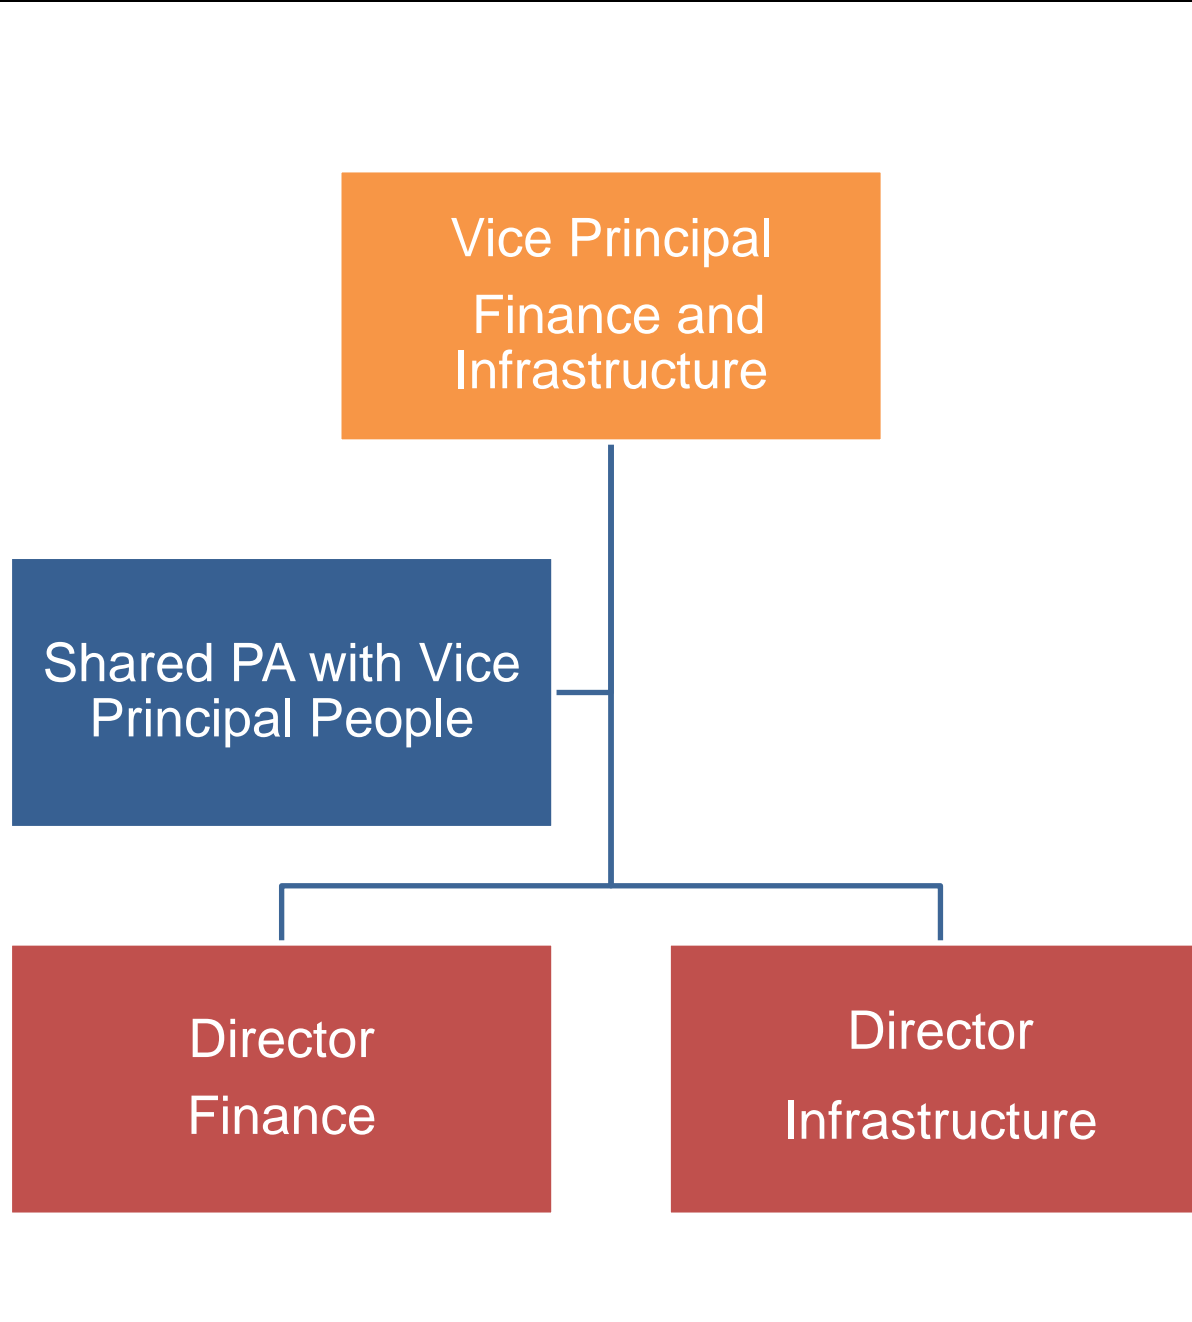 Vice Principal
Finance and
Infrastructure
Shared PA with Vice
Principal People
Director
Finance
Director
Infrastructure